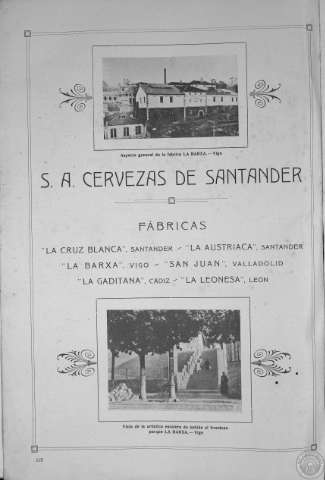 Aspecto general de la fábrica LA BARXA.—Vigo
S. A. CERVEZAS DE SANTANDER
FÁBRICAS
"LA CRUZ BLANCA", SANTANDER — "LA AUSTRIACA", SANTANDER
"LA BARXA", VIGO — "SAN JUAN", VALLADOLID
"LA GADITANA", CÁDIZ — "LA LEONESA", LEÓN
Vista de la artística escalera de subida al frondoso
parque LA BARXA.—Vigo